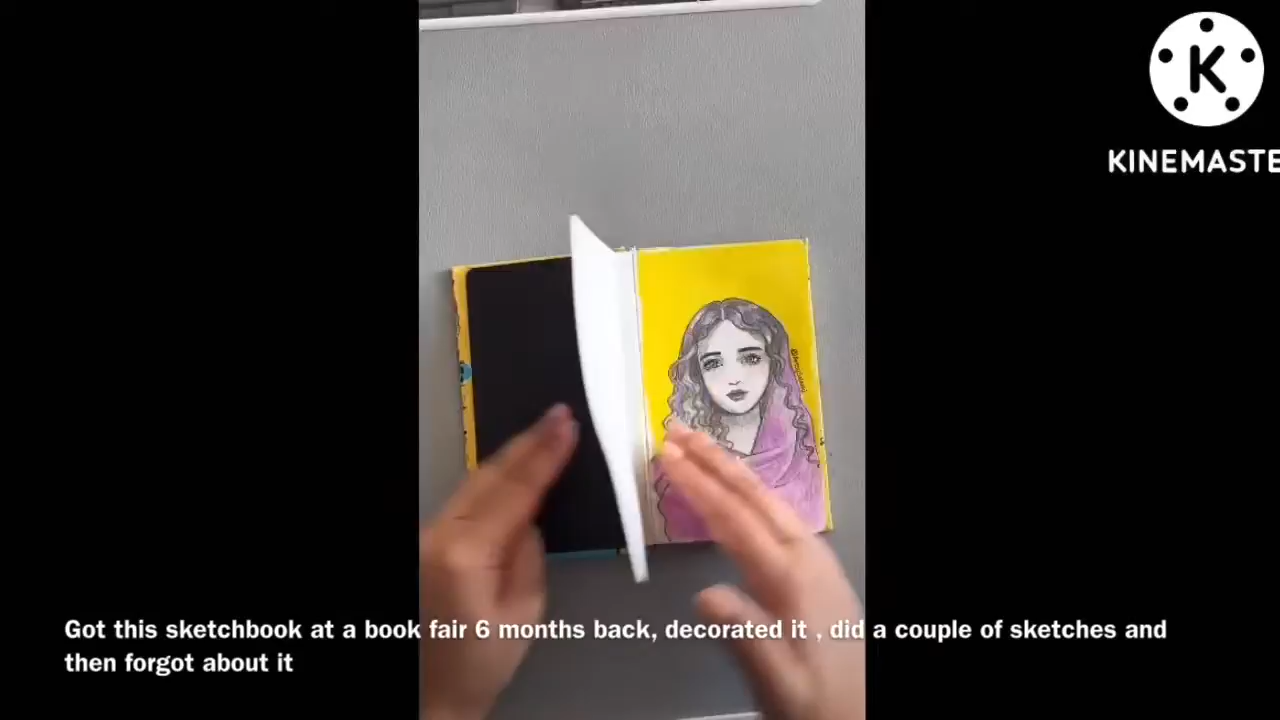 KINEMASTE
Got this sketchbook at a book fair 6 months back, decorated it , did a couple of sketches and
then forgot about it